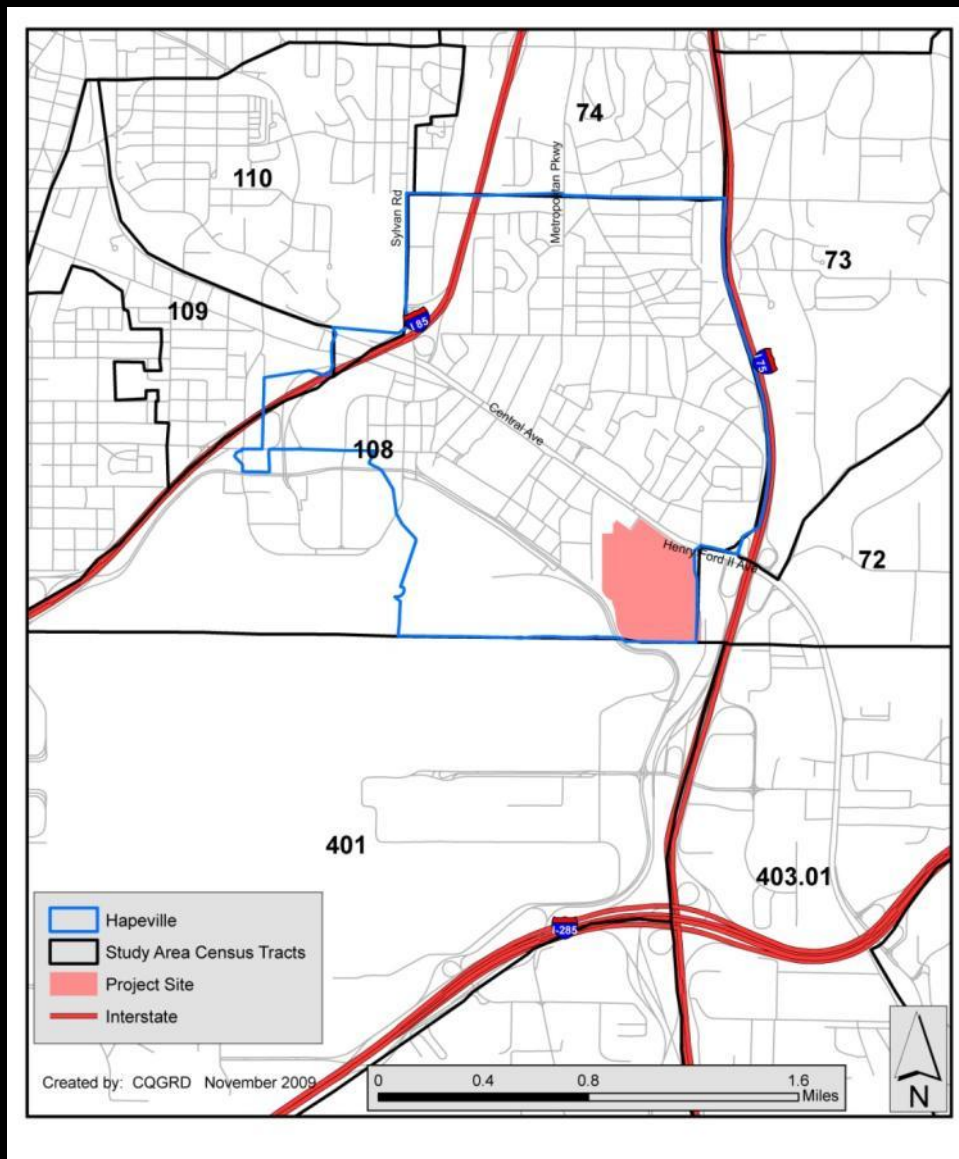 74
Metropolitan Pkwy
110
Sylvan Rd
73
109
I 85
I 75
Central Ave
108
Henry Ford II Ave
72
401
403.01
I-285
Hapeville
Study Area Census Tracts
Project Site
Interstate
Created by: CQGRD November 2009
0 0.4 0.8 1.6
Miles
N